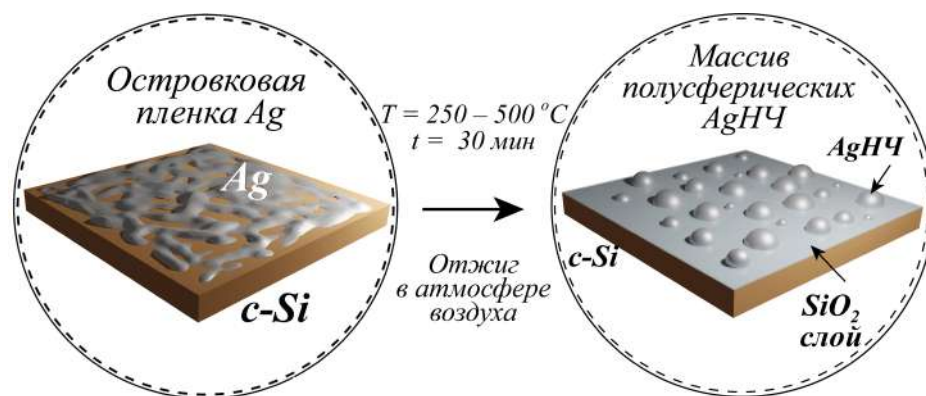 Островковая
пленка Ag
Ag
c-Si
T = 250 – 500 °C
t = 30 мин
Отжиг
в атмосфере
воздуха
Массив
полусферических
AgНЧ
AgНЧ
c-Si
SiO₂
слой